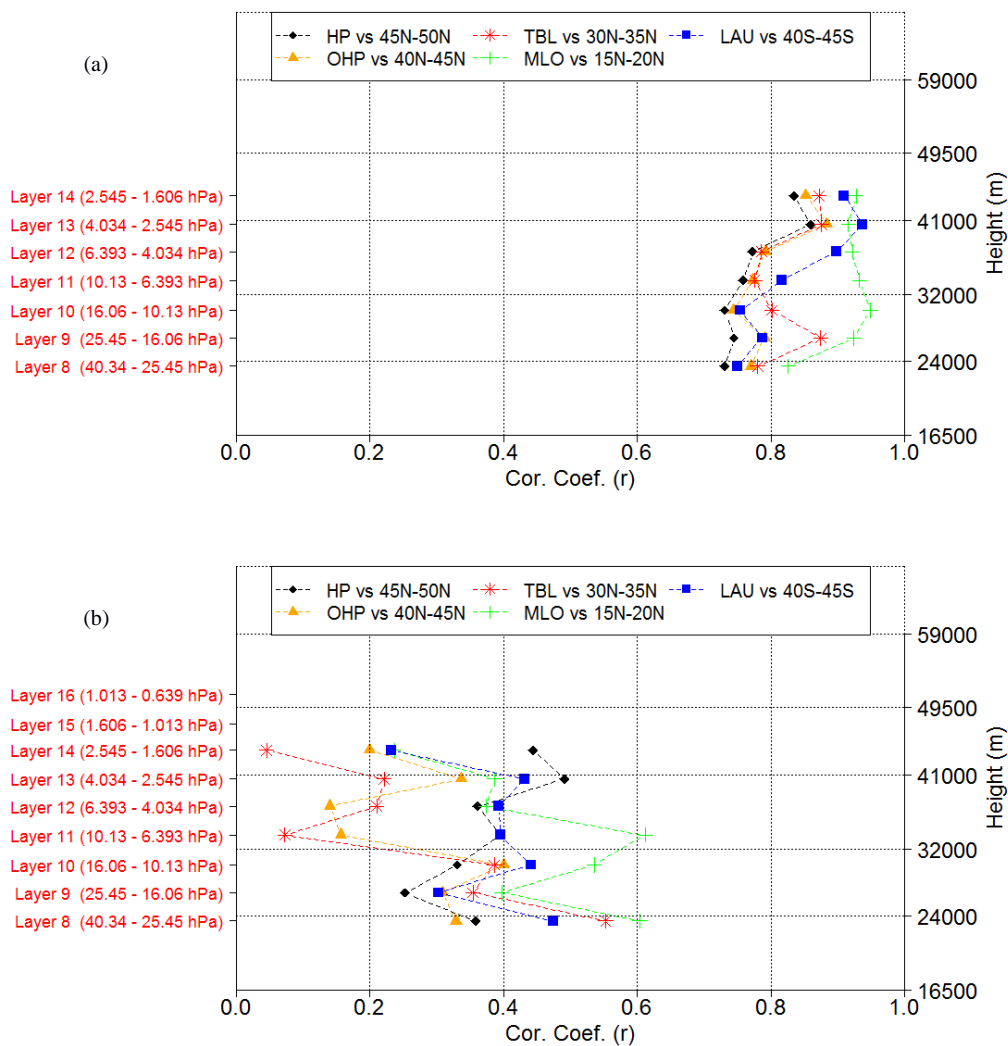 HP vs 45N-50N TBL vs 30N-35N LAU vs 40S-45S
OHP vs 40N-45N MLO vs 15N-20N
(a)
59000
49500
Layer 14 (2.545 - 1.606 hPa)
Layer 13 (4.034 - 2.545 hPa) 41000
Layer 12 (6.393 - 4.034 hPa)
Layer 11 (10.13 - 6.393 hPa)
32000
Layer 10 (16.06 - 10.13 hPa)
Layer 9 (25.45 - 16.06 hPa)
Layer 8 (40.34 - 25.45 hPa) 24000
16500
Height (m)
0.0 0.2 0.4 0.6 0.8 1.0
Cor. Coef. (r)
HP vs 45N-50N TBL vs 30N-35N LAU vs 40S-45S
OHP vs 40N-45N MLO vs 15N-20N
(b)
59000
Layer 16 (1.013 - 0.639 hPa)
49500
Layer 15 (1.606 - 1.013 hPa)
Layer 14 (2.545 - 1.606 hPa)
Layer 13 (4.034 - 2.545 hPa) 41000
Layer 12 (6.393 - 4.034 hPa)
Layer 11 (10.13 - 6.393 hPa)
32000
Layer 10 (16.06 - 10.13 hPa)
Layer 9 (25.45 - 16.06 hPa)
Layer 8 (40.34 - 25.45 hPa) 24000
16500
Height (m)
0.0 0.2 0.4 0.6 0.8 1.0
Cor. Coef. (r)